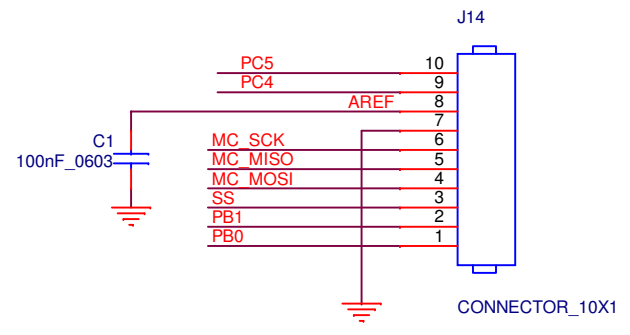 J14
PC5 10
PC4 9
AREF 8
7
C1
100nF_0603
MC_SCK 6
MC_MISO 5
MC_MOSI 4
SS 3
PB1 2
PB0 1
CONNECTOR_10X1